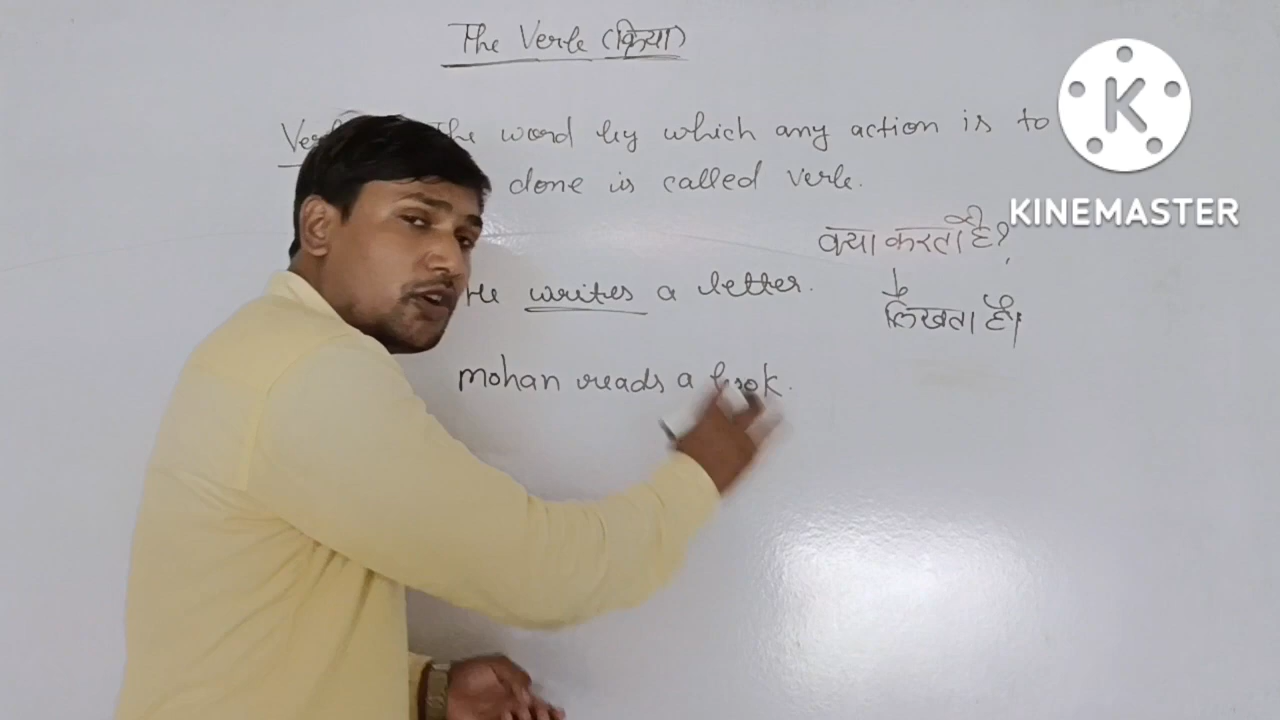 The Verb (क्रिया)
The word by which any action is to
done is called verb.
क्या करता है?
He writes a letter.
लिखता है।
Mohan reads a book.
KINEMASTER